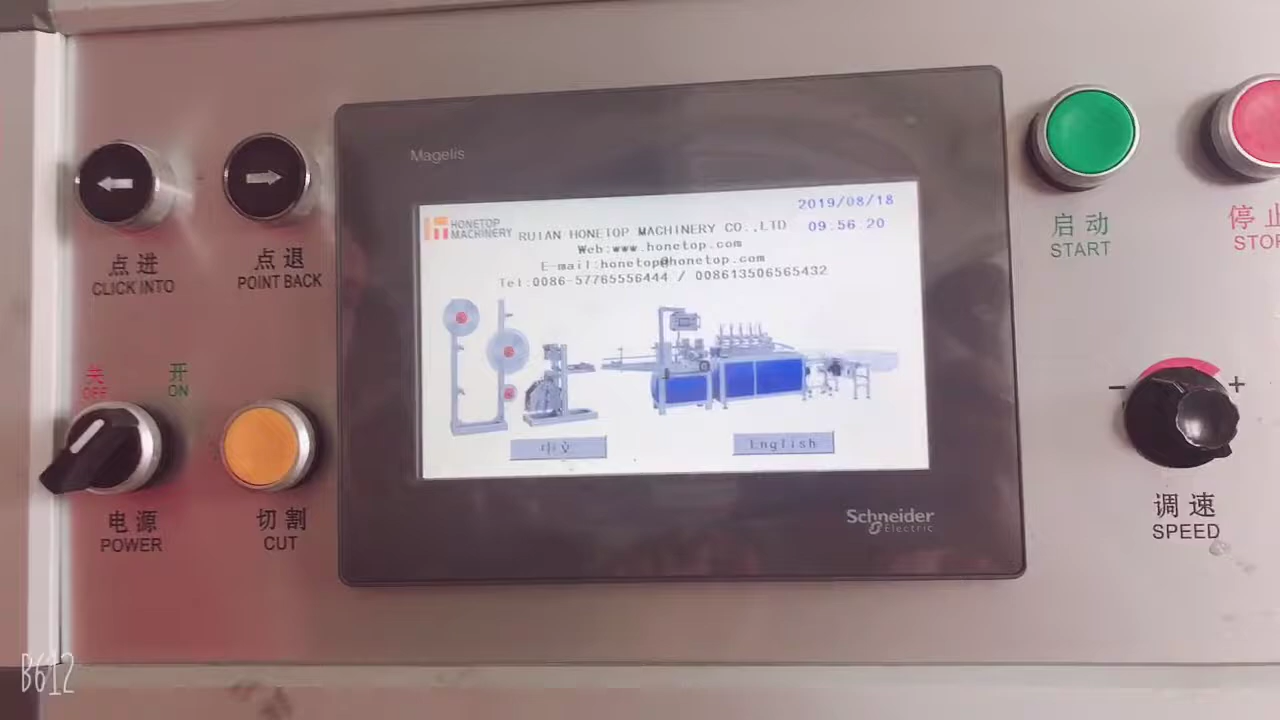 Magelis
HONETOP
MACHINERY
RUIAN HONETOP MACHINERY CO.,LTD
2019/08/18
09:56:20
Web:www.honetop.com
E-mail:honetop@honetop.com
Tel:0086-57765556444 / 008613506565432
中文
English
Schneider
Electric
点进
CLICK INTO
点退
POINT BACK
关
OFF
开
ON
电源
POWER
切割
CUT
启动
START
停止
STOP
- +
调速
SPEED
B612